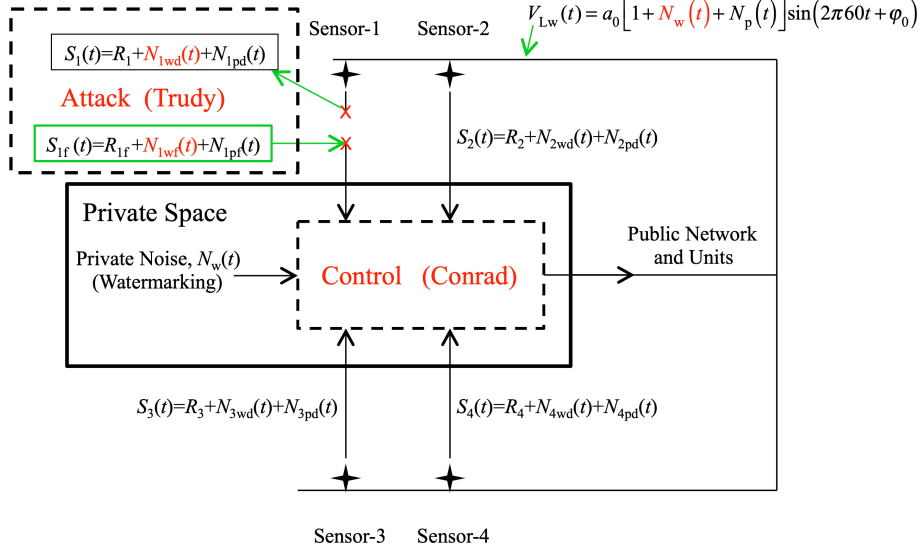 V_Lw(t) = a_0⌊1+N_w(t)+N_p(t)⌋sin(2π60t+φ_0)
Sensor-1
Sensor-2
S_1(t)=R_1+N_1wd(t)+N_1pd(t)
Attack (Trudy)
S_1f (t)=R_1f+N_1wf(t)+N_1pf(t)
S_2(t)=R_2+N_2wd(t)+N_2pd(t)
Private Space
Private Noise, N_w(t)
(Watermarking)
Control (Conrad)
Public Network
and Units
S_3(t)=R_3+N_3wd(t)+N_3pd(t)
S_4(t)=R_4+N_4wd(t)+N_4pd(t)
Sensor-3
Sensor-4